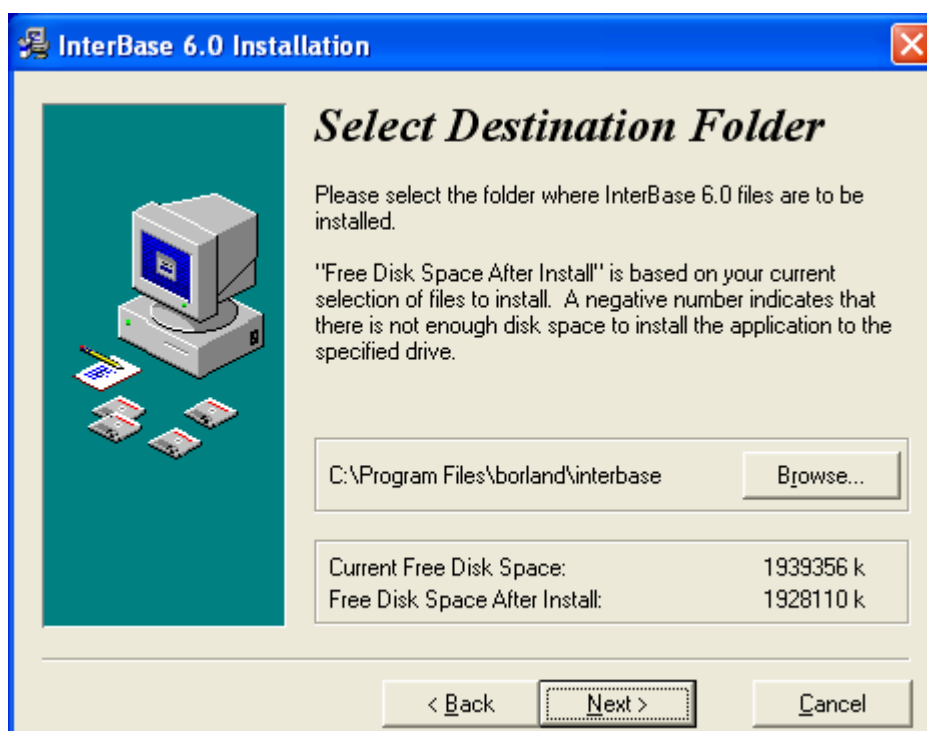 InterBase 6.0 Installation
Select Destination Folder
Please select the folder where InterBase 6.0 files are to be
installed.
"Free Disk Space After Install" is based on your current
selection of files to install.  A negative number indicates that
there is not enough disk space to install the application to the
specified drive.
C:\Program Files\borland\interbase
Browse...
Current Free Disk Space: 1939356 k
Free Disk Space After Install: 1928110 k
< Back
Next >
Cancel